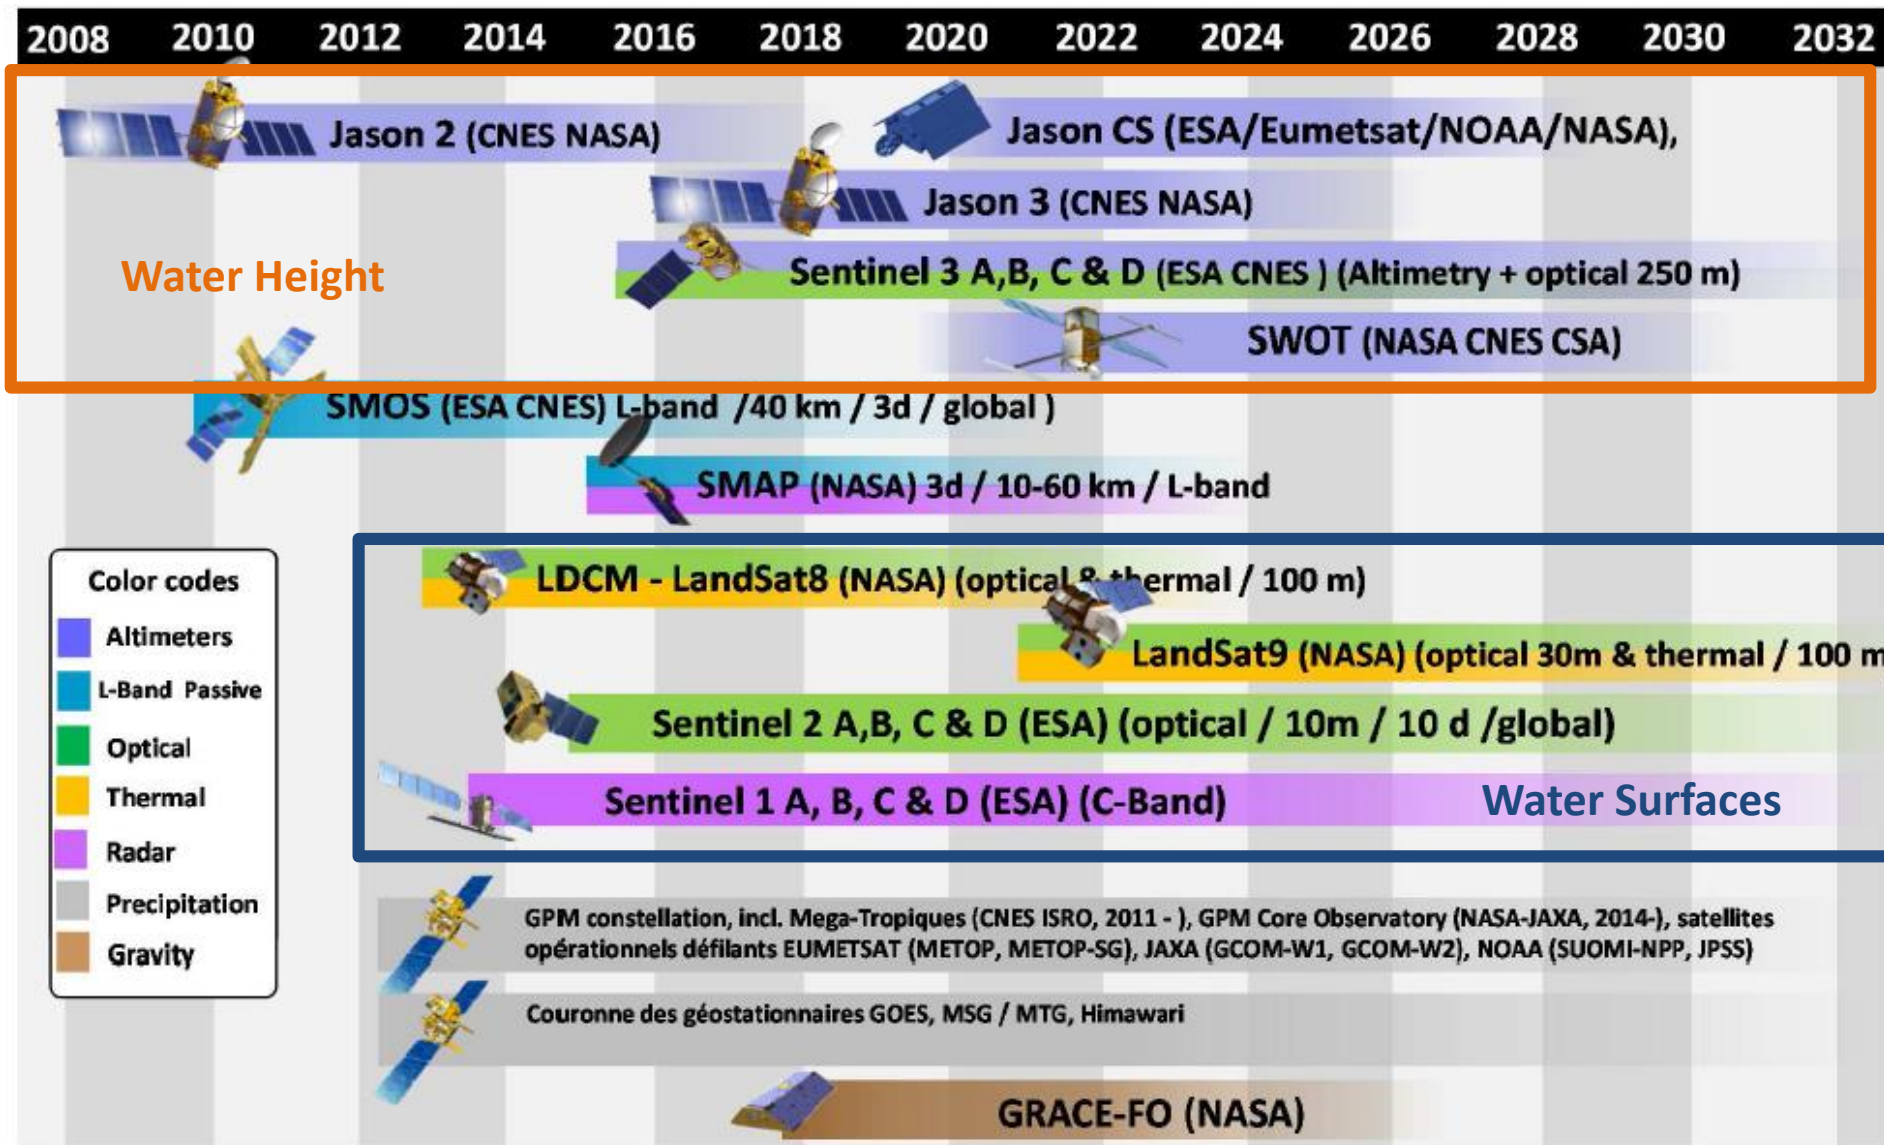 2008 2010 2012 2014 2016 2018 2020 2022 2024 2026 2028 2030 2032
Jason 2 (CNES NASA)
Jason CS (ESA/Eumetsat/NOAA/NASA),
Jason 3 (CNES NASA)
Water Height
Sentinel 3 A,B, C & D (ESA CNES ) (Altimetry + optical 250 m)
SWOT (NASA CNES CSA)
SMOS (ESA CNES) L-band /40 km / 3d / global )
SMAP (NASA) 3d / 10-60 km / L-band
LDCM - LandSat8 (NASA) (optical & thermal / 100 m)
LandSat9 (NASA) (optical 30m & thermal / 100 m
Sentinel 2 A,B, C & D (ESA) (optical / 10m / 10 d /global)
Sentinel 1 A, B, C & D (ESA) (C-Band)
Water Surfaces
Color codes
Altimeters
L-Band Passive
Optical
Thermal
Radar
Precipitation
Gravity
GPM constellation, incl. Mega-Tropiques (CNES ISRO, 2011 - ), GPM Core Observatory (NASA-JAXA, 2014-), satellites
opérationnels défilants EUMETSAT (METOP, METOP-SG), JAXA (GCOM-W1, GCOM-W2), NOAA (SUOMI-NPP, JPSS)
Couronne des géostationnaires GOES, MSG / MTG, Himawari
GRACE-FO (NASA)